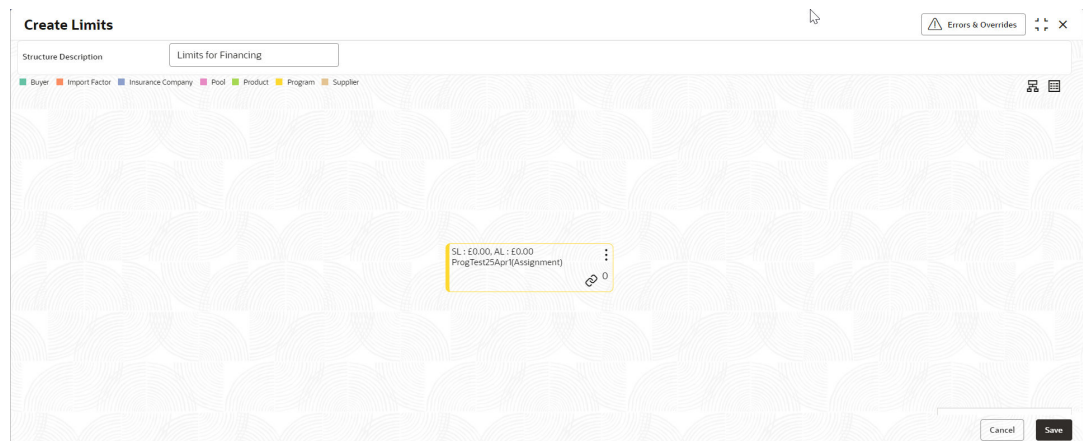 Create Limits
Errors & Overrides
Structure Description
Limits for Financing
Buyer Import Factor Insurance Company Pool Product Program Supplier
SL : £0.00, AL : £0.00
ProgTest25Apr1(Assignment)
0
Cancel Save